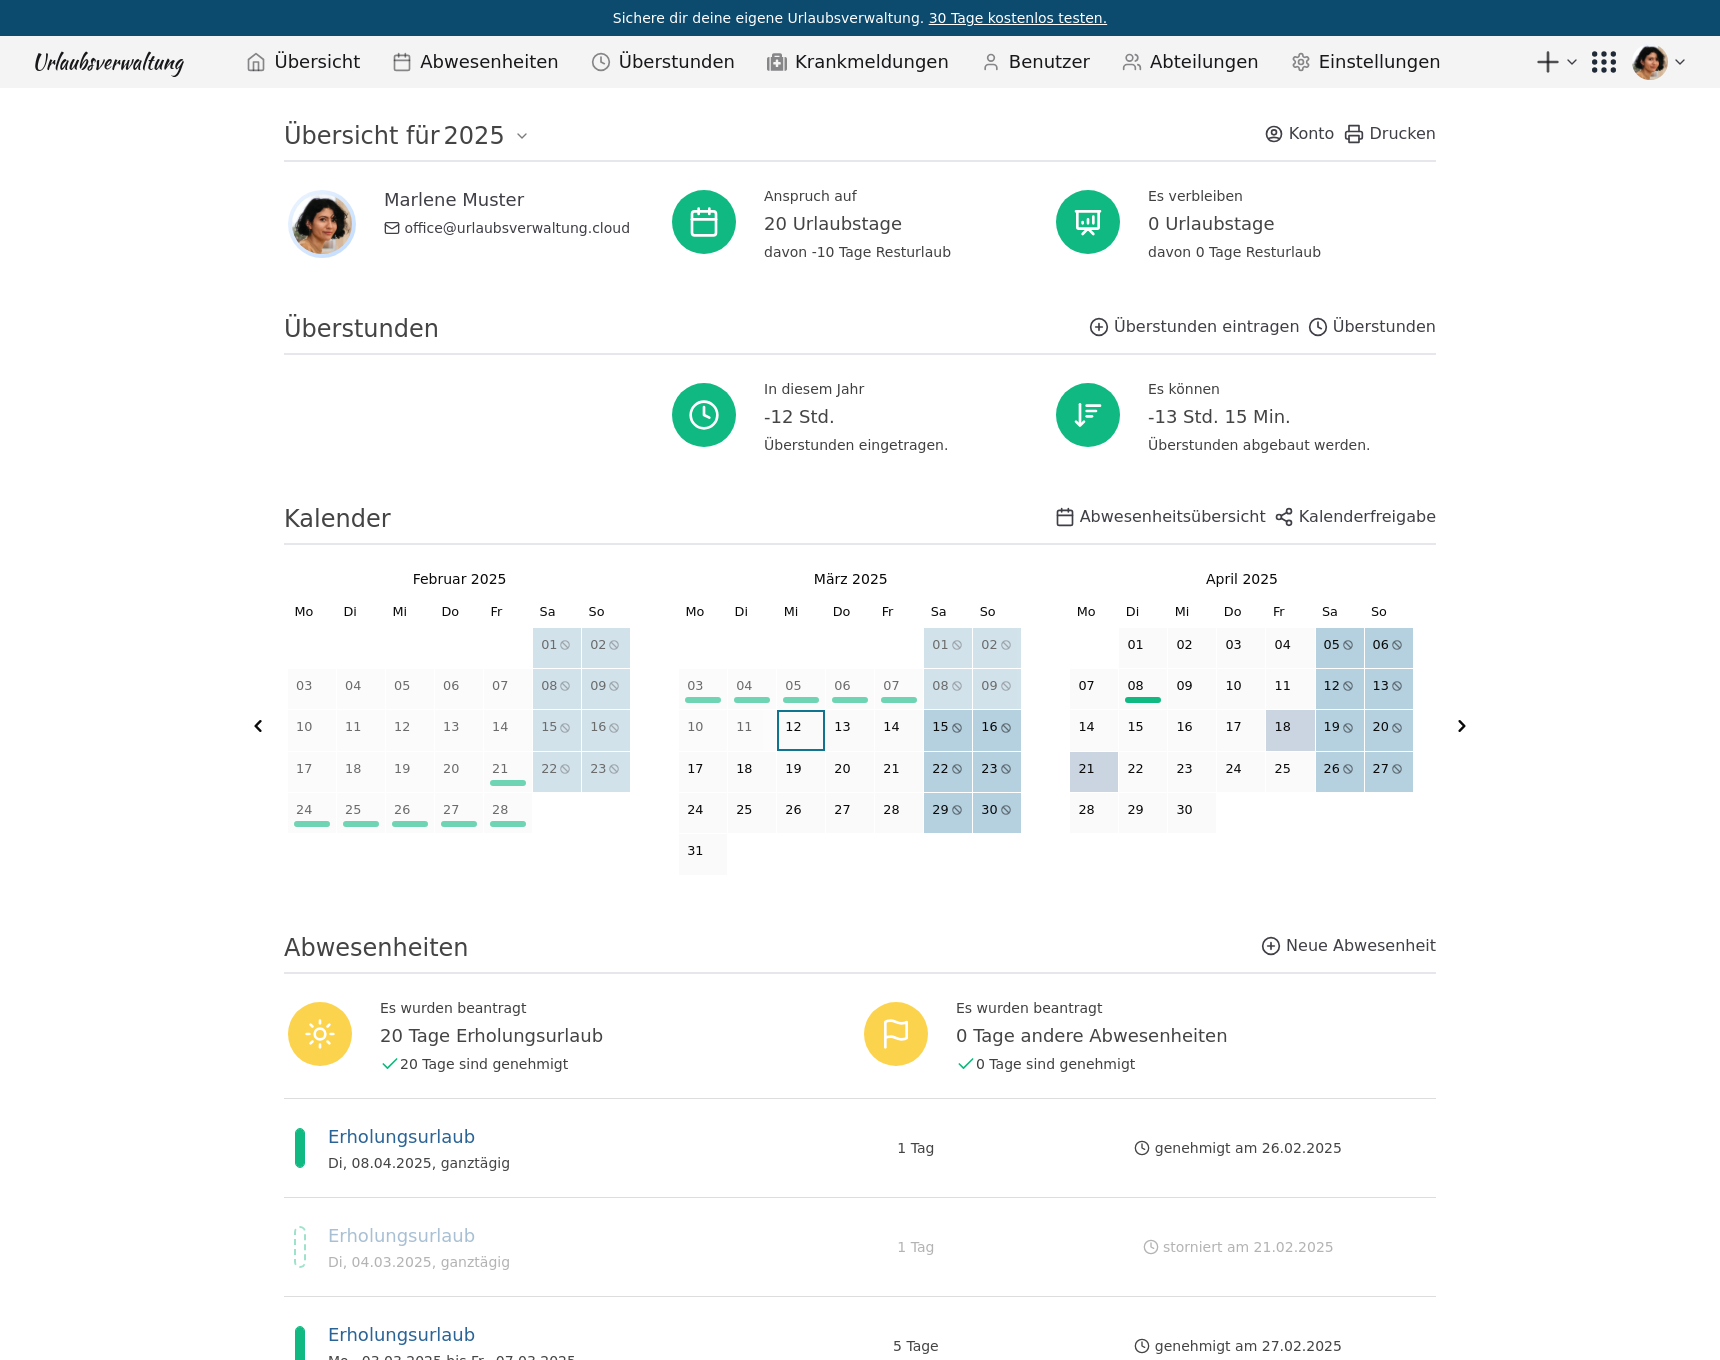 Sichere dir deine eigene Urlaubsverwaltung. 30 Tage kostenlos testen.
Urlaubsverwaltung Übersicht Abwesenheiten Überstunden Krankmeldungen Benutzer Abteilungen Einstellungen
Übersicht für 2025 Konto Drucken
Marlene Muster
office@urlaubsverwaltung.cloud
Anspruch auf
20 Urlaubstage
davon -10 Tage Resturlaub
Es verbleiben
0 Urlaubstage
davon 0 Tage Resturlaub
Überstunden Überstunden eintragen Überstunden
In diesem Jahr
-12 Std.
Überstunden eingetragen.
Es können
-13 Std. 15 Min.
Überstunden abgebaut werden.
Kalender Abwesenheitsübersicht Kalenderfreigabe
Februar 2025
Mo Di Mi Do Fr Sa So
01 02
03 04 05 06 07 08 09
10 11 12 13 14 15 16
17 18 19 20 21 22 23
24 25 26 27 28
März 2025
Mo Di Mi Do Fr Sa So
01 02
03 04 05 06 07 08 09
10 11 12 13 14 15 16
17 18 19 20 21 22 23
24 25 26 27 28 29 30
31
April 2025
Mo Di Mi Do Fr Sa So
01 02 03 04 05 06
07 08 09 10 11 12 13
14 15 16 17 18 19 20
21 22 23 24 25 26 27
28 29 30
Abwesenheiten Neue Abwesenheit
Es wurden beantragt
20 Tage Erholungsurlaub
20 Tage sind genehmigt
Es wurden beantragt
0 Tage andere Abwesenheiten
0 Tage sind genehmigt
Erholungsurlaub
Di, 08.04.2025, ganztägig
1 Tag
genehmigt am 26.02.2025
Erholungsurlaub
Di, 04.03.2025, ganztägig
1 Tag
storniert am 21.02.2025
Erholungsurlaub
Mo., 03.03.2025 bis Fr., 07.03.2025
5 Tage
genehmigt am 27.02.2025